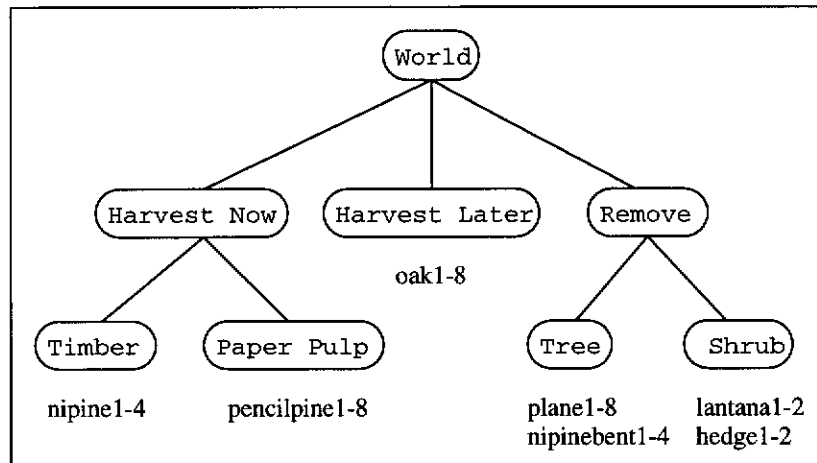 World
Harvest Now
Harvest Later
Remove
oak1-8
Timber
Paper Pulp
Tree
Shrub
nipine1-4
pencilpine1-8
plane1-8
lantana1-2
nipinebent1-4
hedge1-2